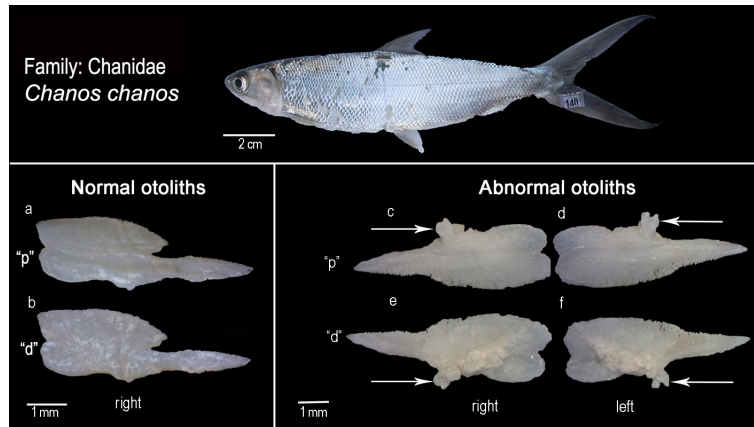 Family: Chanidae
Chanos chanos
2 cm
140
Normal otoliths
a
"p"
b
"d"
1 mm
right
Abnormal otoliths
c
d
"p"
e
f
"d"
1 mm
right
left